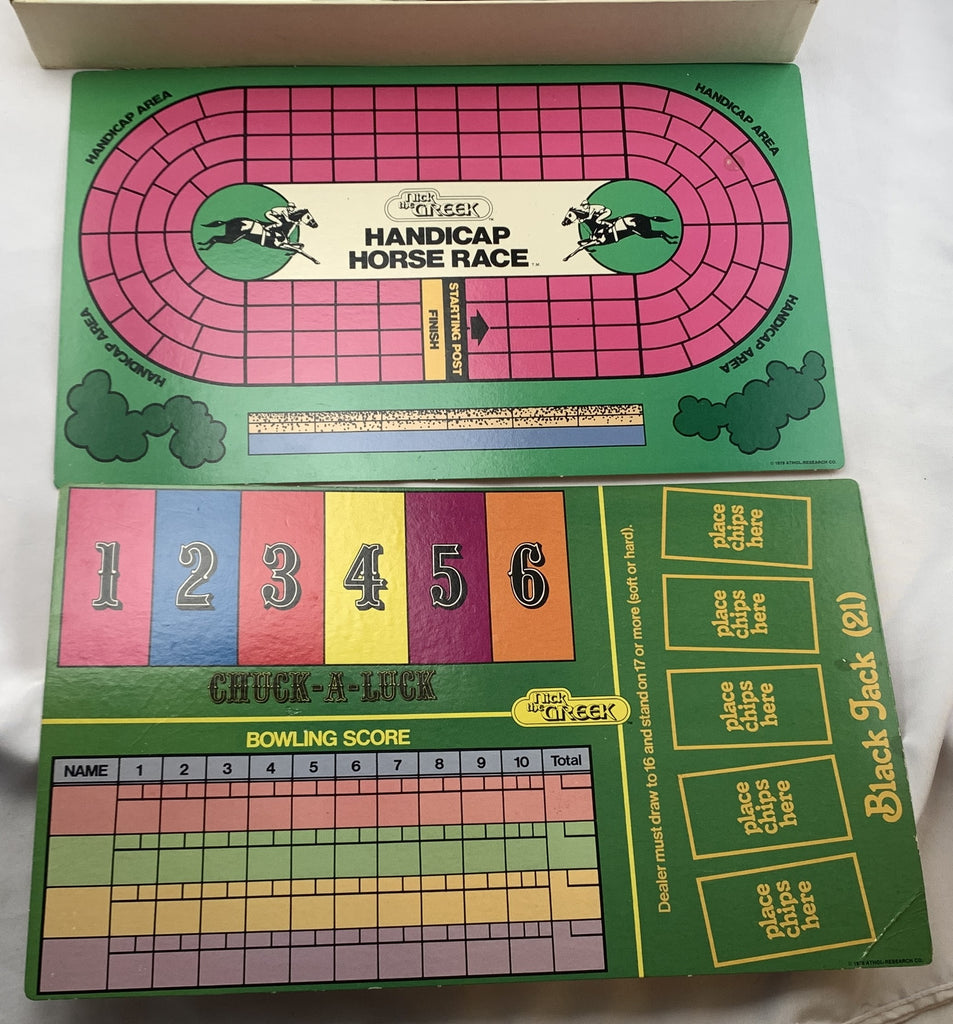 HANDICAP AREA
HANDICAP AREA
Nick
the GREEK
TM
HANDICAP
HORSE RACE TM
STARTING POST
FINISH
HANDICAP AREA
HANDICAP AREA
© 1978 ATHOL-RESEARCH CO.
1 2 3 4 5 6
CHUCK-A-LUCK
Nick
the GREEK
BOWLING SCORE
NAME 1 2 3 4 5 6 7 8 9 10 Total
Dealer must draw to 16 and stand on 17 or more (soft or hard).
place
chips
here
place
chips
here
place
chips
here
place
chips
here
place
chips
here
Black Jack (21)
© 1978 ATHOL-RESEARCH CO.